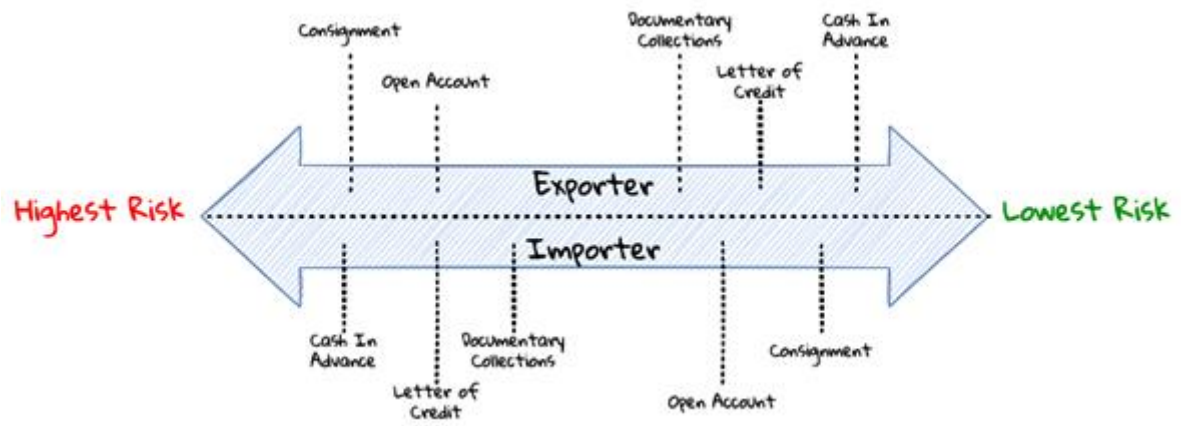 Consignment
Open Account
Documentary
Collections
Letter of
Credit
Cash In
Advance
Highest Risk
Exporter
Importer
Lowest Risk
Cash In
Advance
Letter of
Credit
Documentary
Collections
Open Account
Consignment